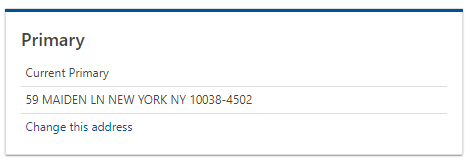 Primary
Current Primary
59 MAIDEN LN NEW YORK NY 10038-4502
Change this address